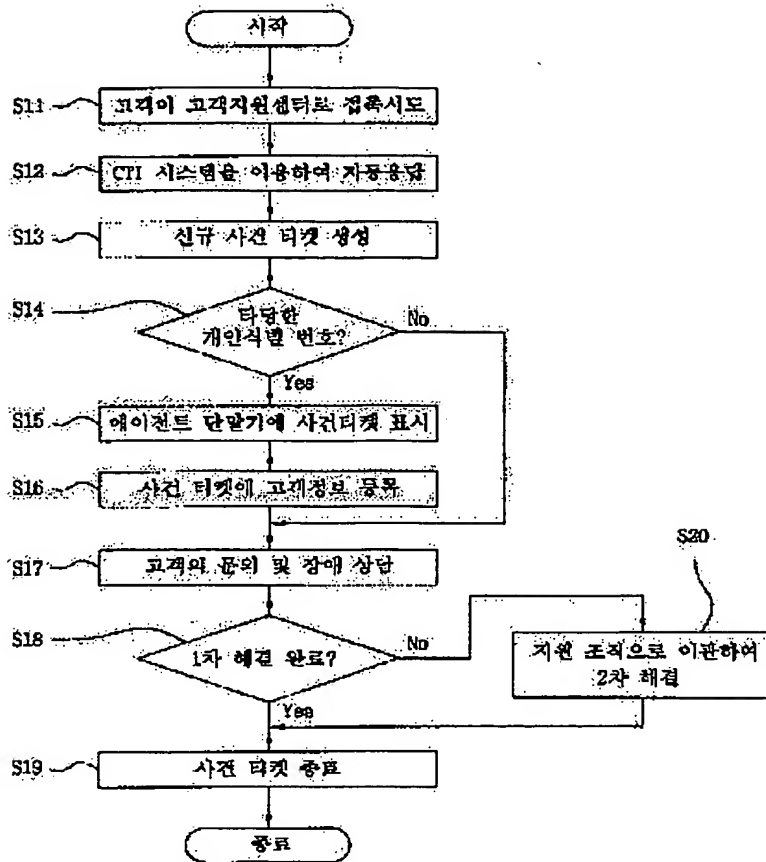 시작
S11
고객이 고객지원센터로 접촉시도
S12
CTI 시스템을 이용하여 자동응답
S13
신규 사건 티켓 생성
S14
타당한
개인식별 번호?
No
Yes
S15
에이전트 단말기에 사건티켓 표시
S16
사건 티켓에 고객정보 등록
S17
고객의 문의 및 장애 상담
S20
S18
1차 해결 완료?
No
지원 조직으로 이관하여
2차 해결
Yes
S19
사건 티켓 종료
종료